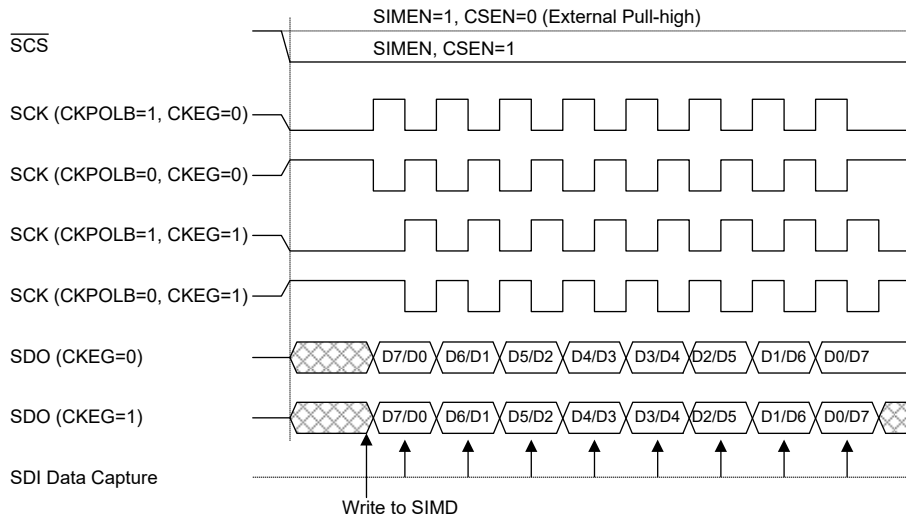 SIMEN=1, CSEN=0 (External Pull-high)
SCS
SIMEN, CSEN=1
SCK (CKPOLB=1, CKEG=0)
SCK (CKPOLB=0, CKEG=0)
SCK (CKPOLB=1, CKEG=1)
SCK (CKPOLB=0, CKEG=1)
SDO (CKEG=0) D7/D0 D6/D1 D5/D2 D4/D3 D3/D4 D2/D5 D1/D6 D0/D7
SDO (CKEG=1) D7/D0 D6/D1 D5/D2 D4/D3 D3/D4 D2/D5 D1/D6 D0/D7
SDI Data Capture
Write to SIMD